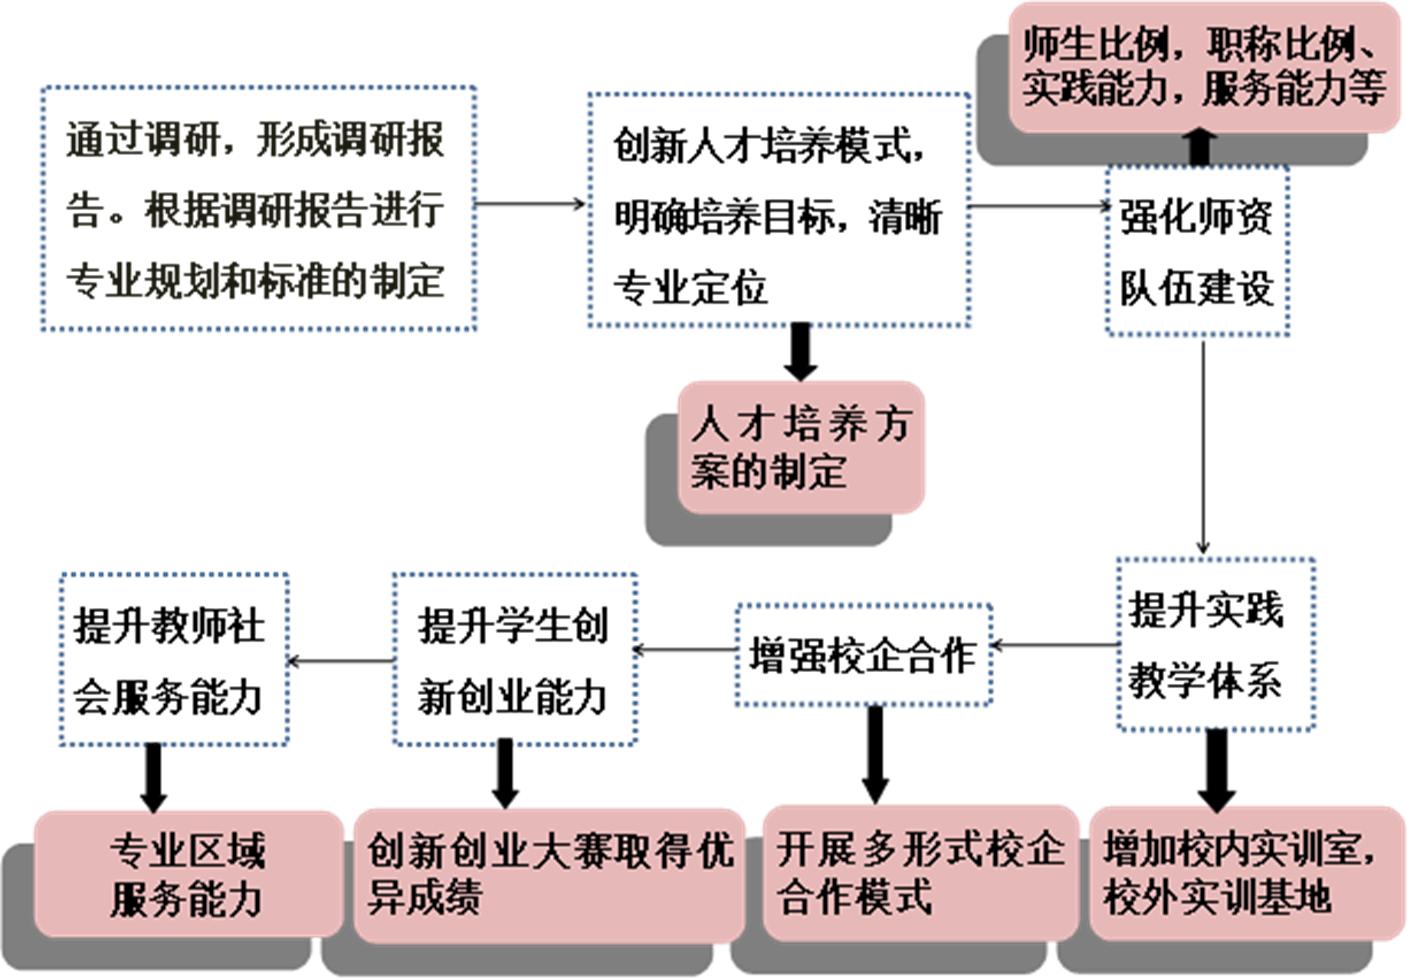 师生比例，职称比例、
实践能力，服务能力等
通过调研，形成调研报
告。根据调研报告进行
专业规划和标准的制定
创新人才培养模式，
明确培养目标，清晰
专业定位
强化师资
队伍建设
人才培养方
案的制定
提升教师社
会服务能力
提升学生创
新创业能力
增强校企合作
提升实践
教学体系
专业区域
服务能力
创新创业大赛取得优
异成绩
开展多形式校企
合作模式
增加校内实训室，
校外实训基地